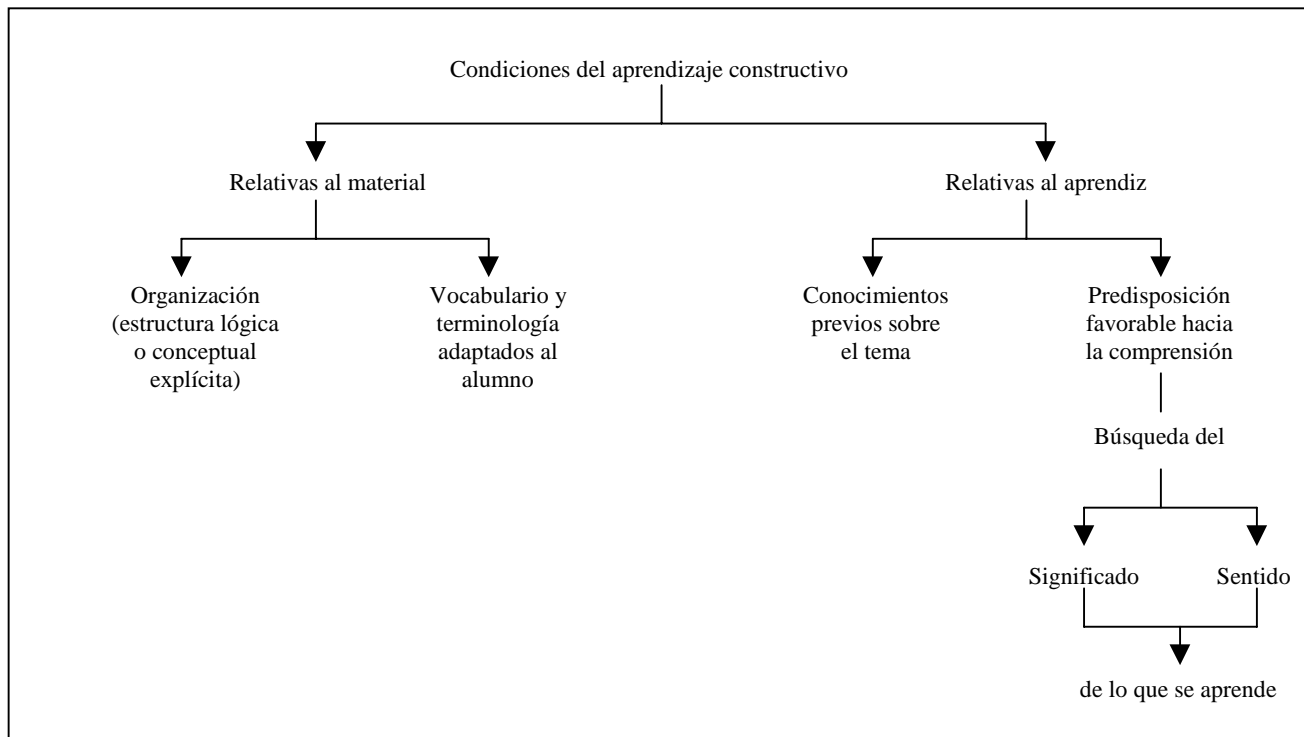 Condiciones del aprendizaje constructivo
Relativas al material
Relativas al aprendiz
Organización
(estructura lógica
o conceptual
explícita)
Vocabulario y
terminología
adaptados al
alumno
Conocimientos
previos sobre
el tema
Predisposición
favorable hacia
la comprensión
Búsqueda del
Significado
Sentido
de lo que se aprende